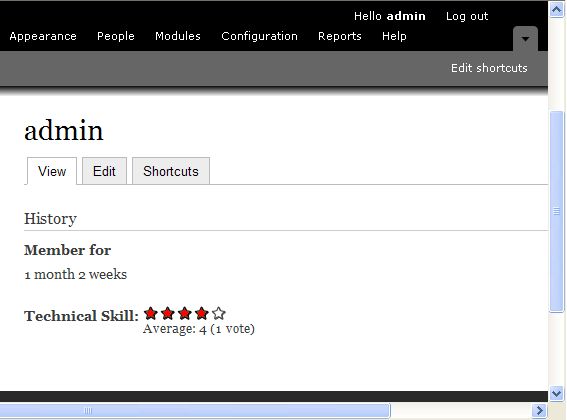 Hello admin Log out
Appearance People Modules Configuration Reports Help
Edit shortcuts
admin
View Edit Shortcuts
History
Member for
1 month 2 weeks
Technical Skill:
Average: 4 (1 vote)